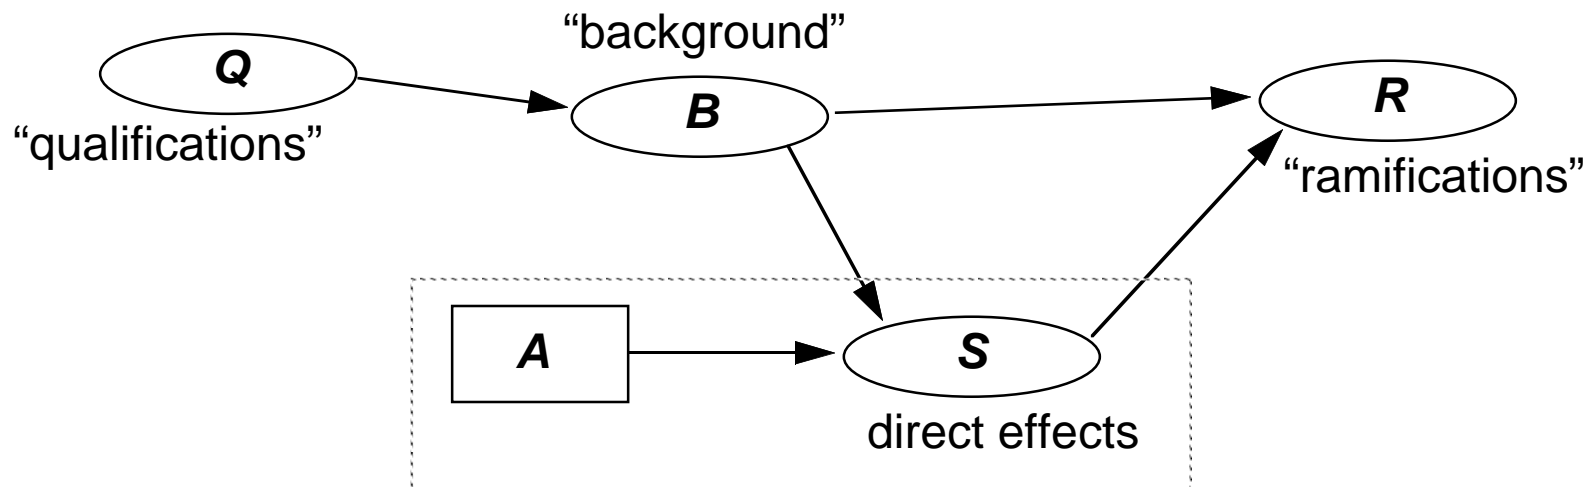 “background”
Q
B
R
“qualifications”
“ramifications”
A
S
direct effects